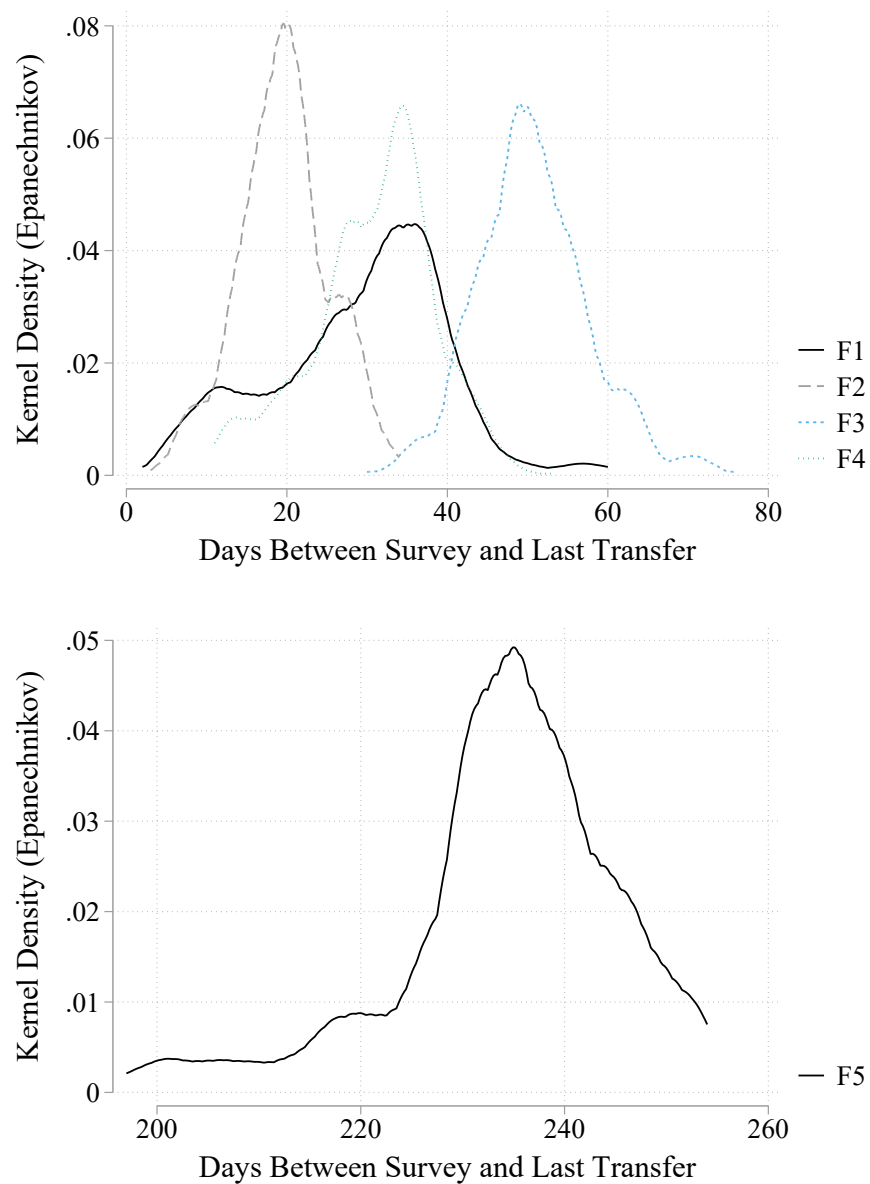 Kernel Density (Epanechnikov)
.08
.06
.04
.02
0
0 20 40 60 80
Days Between Survey and Last Transfer
F1
F2
F3
F4
Kernel Density (Epanechnikov)
.05
.04
.03
.02
.01
0
200 220 240 260
Days Between Survey and Last Transfer
F5